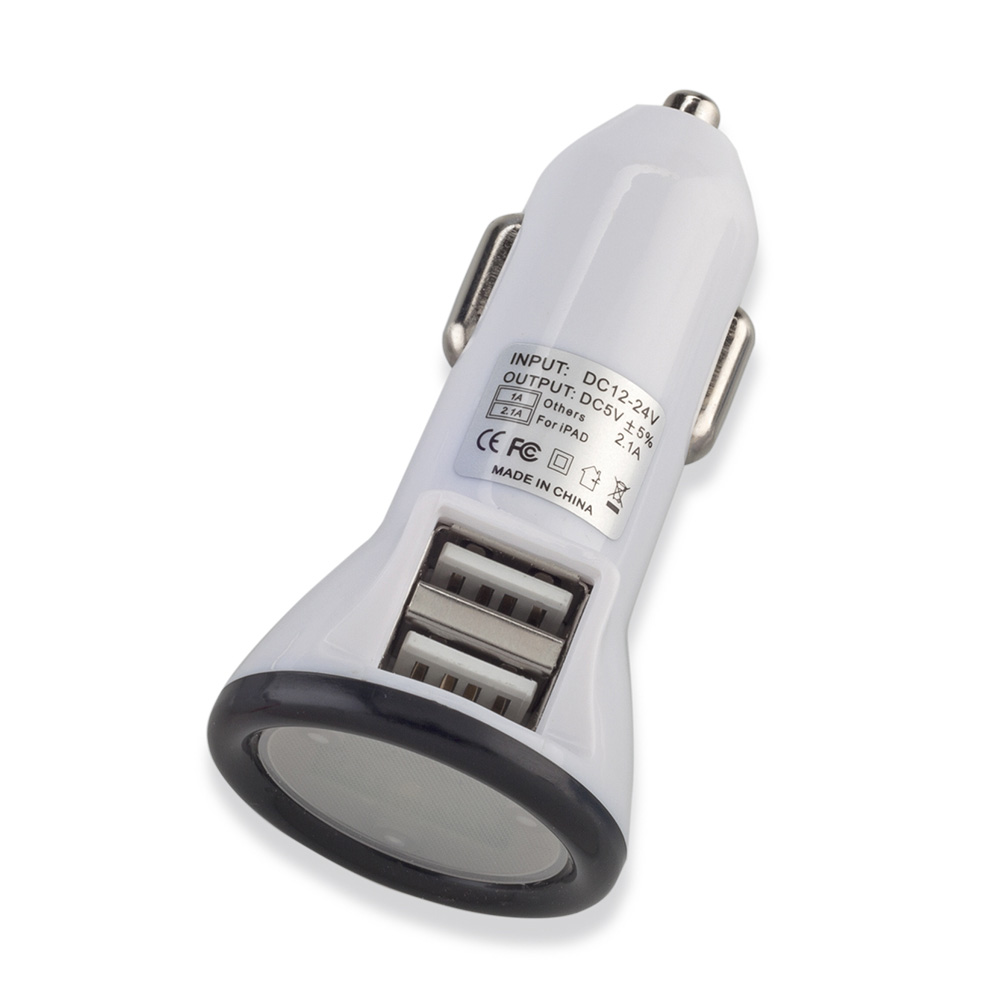 INPUT: DC12-24V
OUTPUT: DC5V ±5%
1A Others 2.1A
2.1A For iPAD
CE FC
MADE IN CHINA